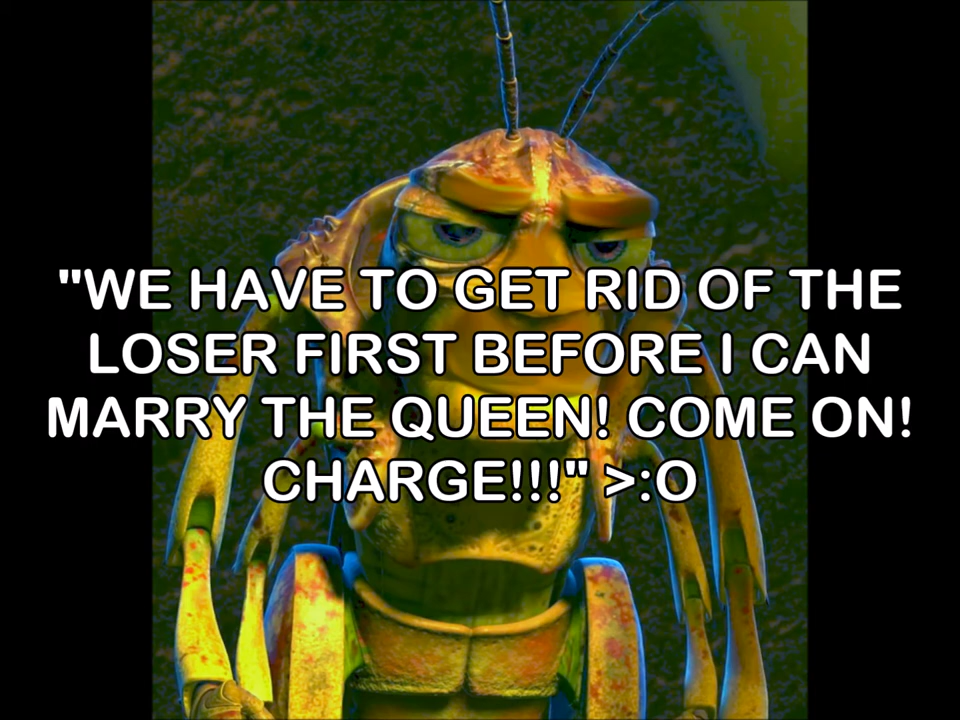 "WE HAVE TO GET RID OF THE
LOSER FIRST BEFORE I CAN
MARRY THE QUEEN! COME ON!
CHARGE!!!" >:O